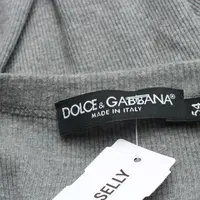 DOLCE & GABBANA
MADE IN ITALY
54
SELLY